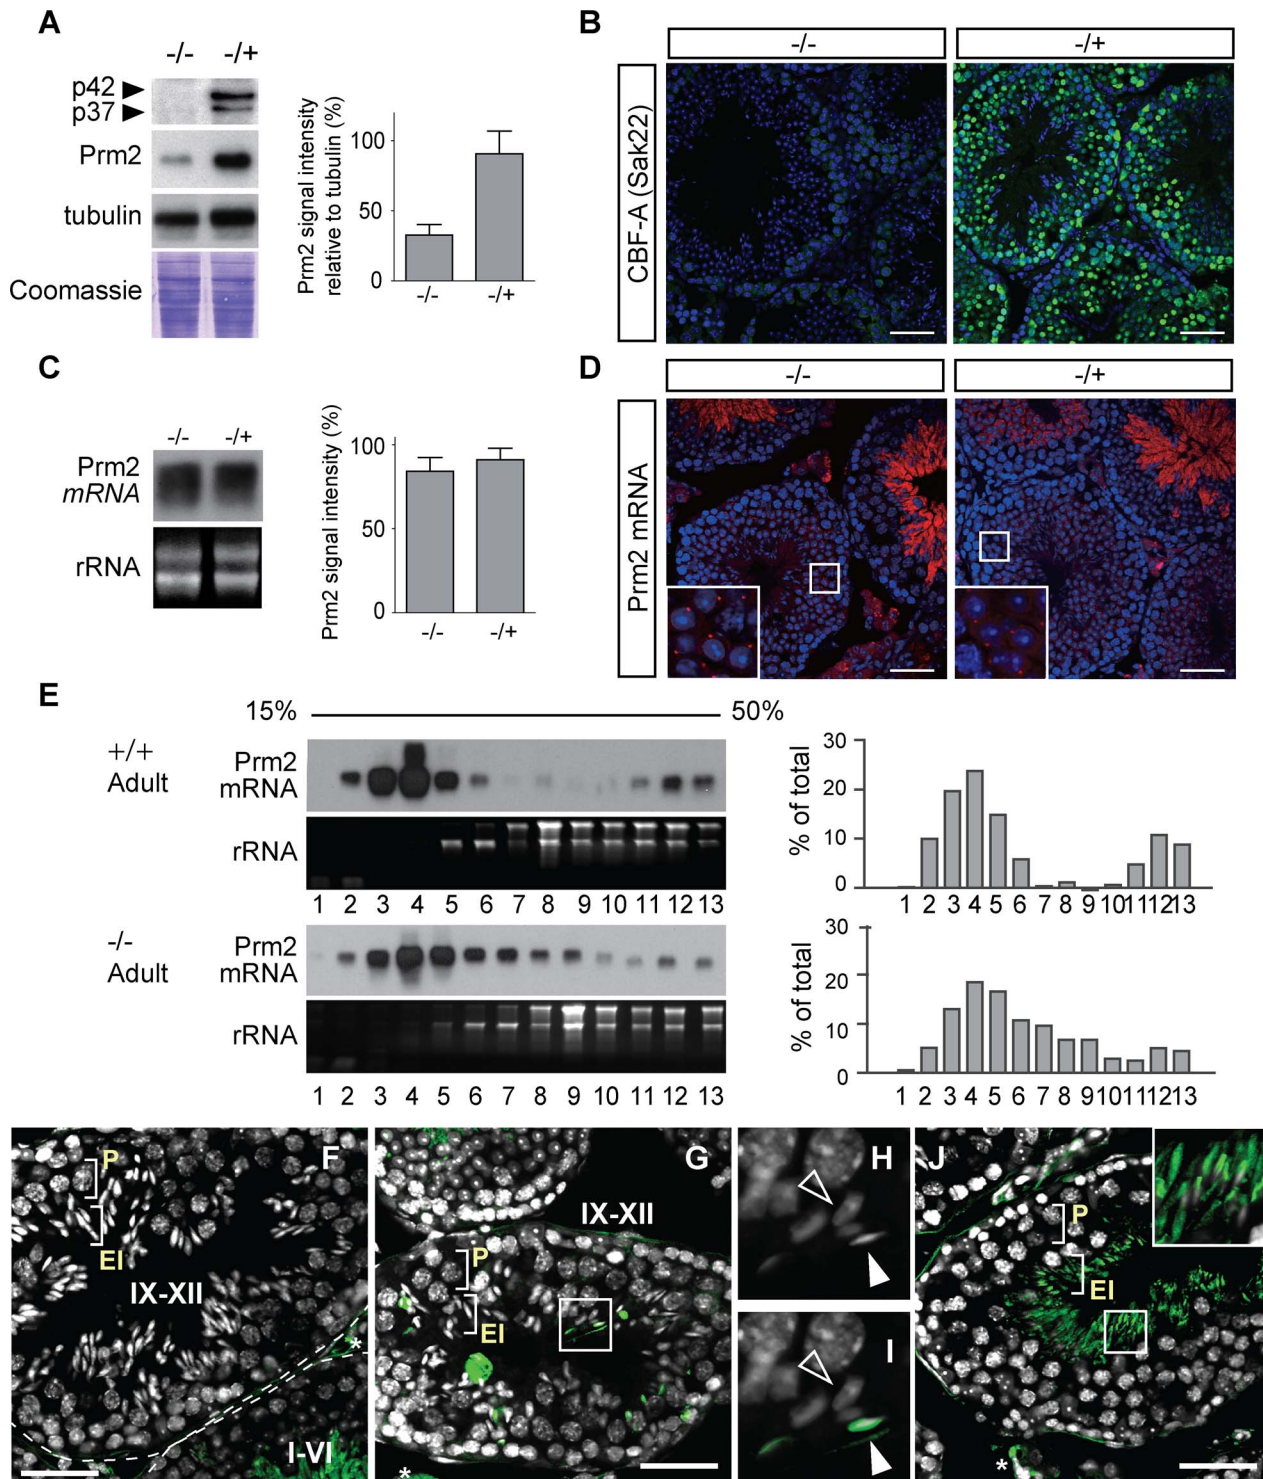 A
-/- -/+
p42
p37
Prm2
tubulin
Coomassie
Prm2 signal intensity
relative to tubulin (%)
100
50
0
-/- -/+
B
-/- -/+
CBF-A (Sak22)
C
-/- -/+
Prm2
mRNA
rRNA
Prm2 signal intensity (%)
100
50
0
-/- -/+
D
-/- -/+
Prm2 mRNA
E
15% 50%
+/+
Adult
Prm2
mRNA
rRNA
1 2 3 4 5 6 7 8 9 10 11 12 13
% of total
30
20
10
0
1 2 3 4 5 6 7 8 9 10 11 12 13
-/-
Adult
Prm2
mRNA
rRNA
1 2 3 4 5 6 7 8 9 10 11 12 13
% of total
30
20
10
0
1 2 3 4 5 6 7 8 9 10 11 12 13
F
P
EI
IX-XII
*
I-VI
G
IX-XII
P
EI
*
H
I
J
P
EI
*